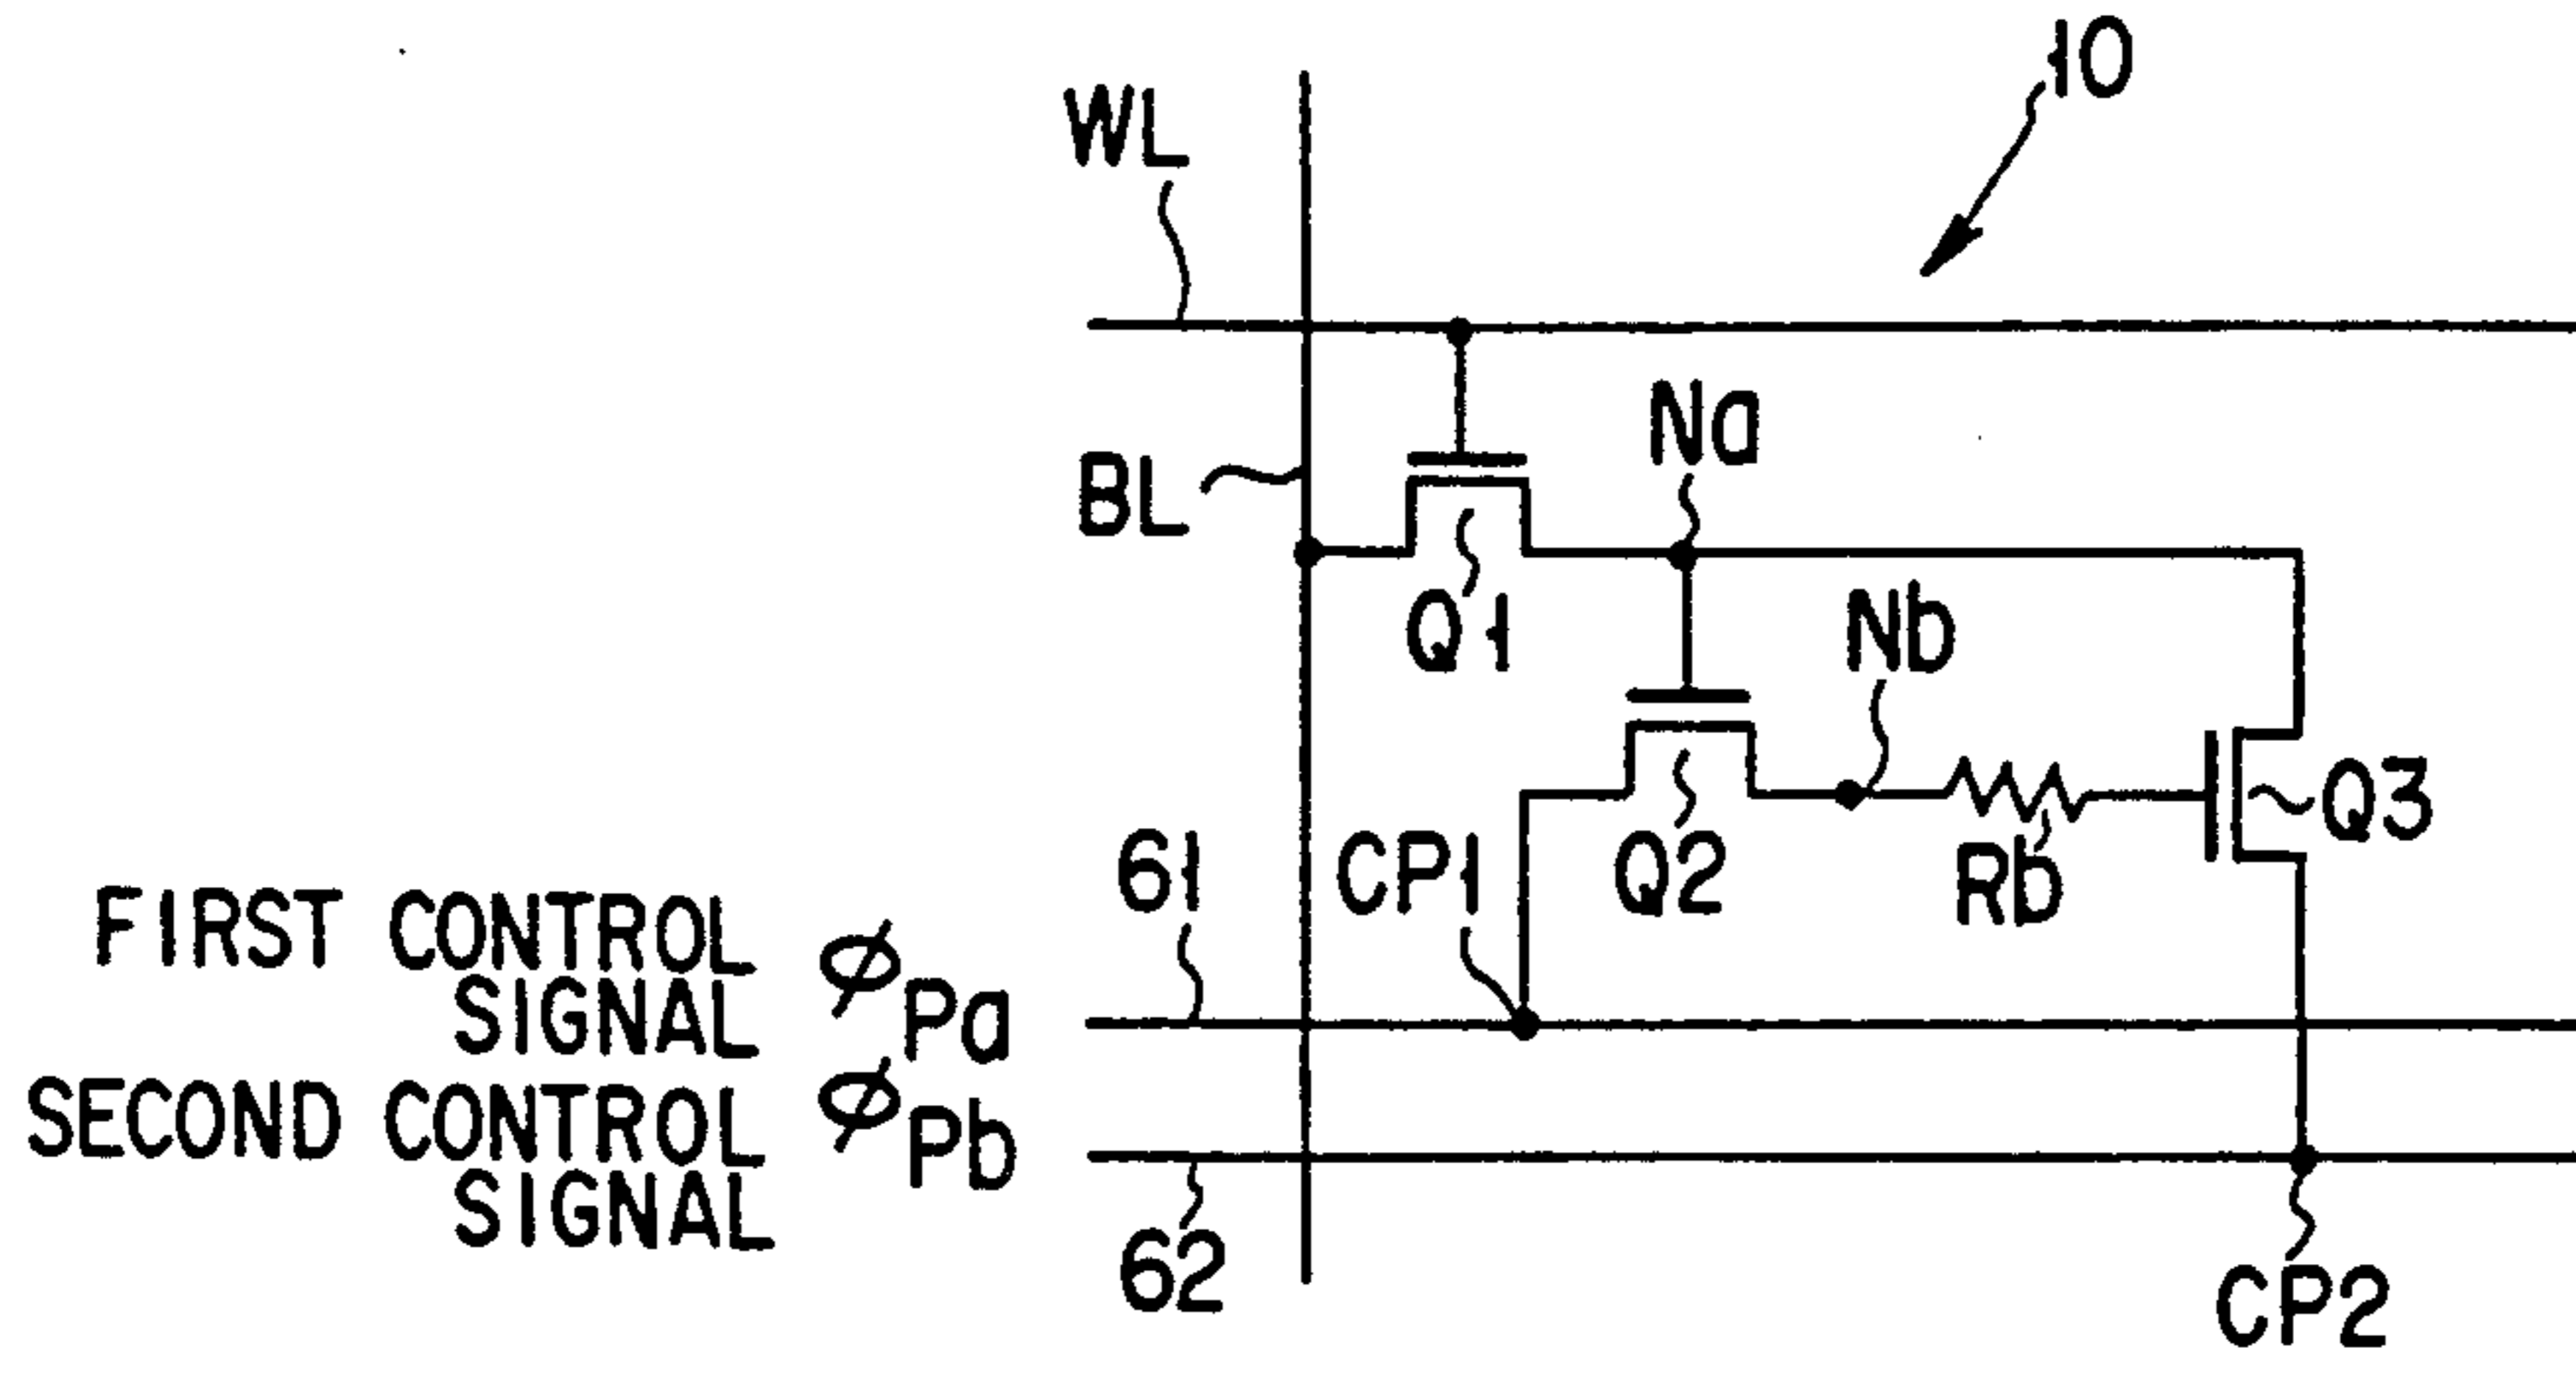 10
WL
Na
BL
Q1
Nb
Q3
61
CP1
Q2
Rb
FIRST CONTROL
SIGNAL ϕPa
SECOND CONTROL
SIGNAL ϕPb
62
CP2